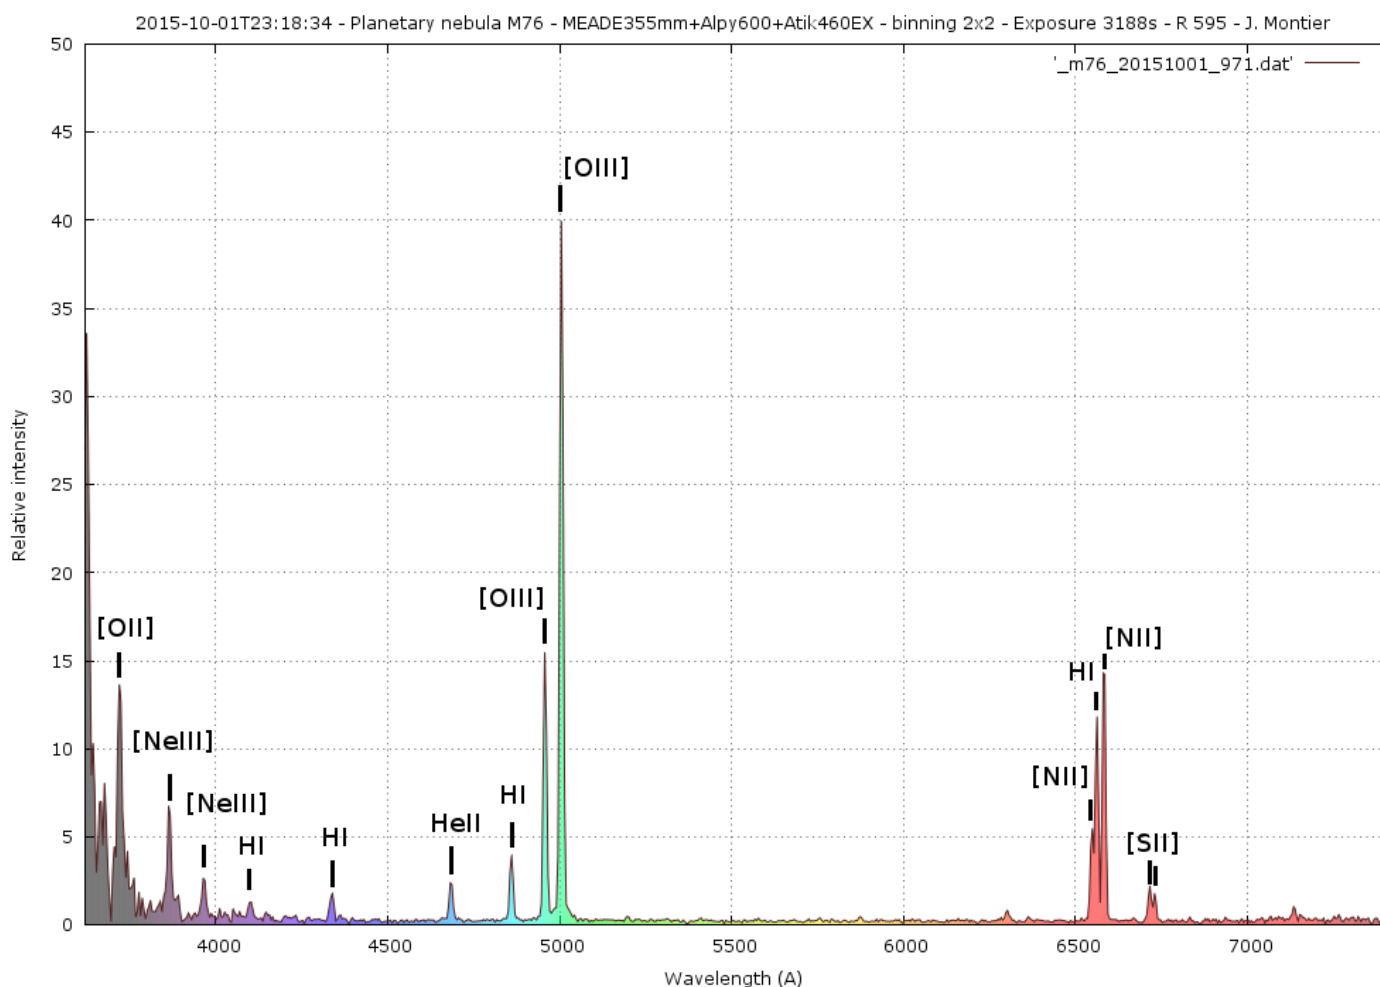 2015-10-01T23:18:34 - Planetary nebula M76 - MEADE355mm+Alpy600+Atik460EX - binning 2x2 - Exposure 3188s - R 595 - J. Montier
'_m76_20151001_971.dat'
50
45
40
35
30
25
20
15
10
5
0
Relative intensity
[OIII]
[OIII]
[OII]
[NII]
HI
[NeIII]
[NII]
[NeIII]
HI
HI
HeII
HI
[SII]
4000 4500 5000 5500 6000 6500 7000
Wavelength (A)